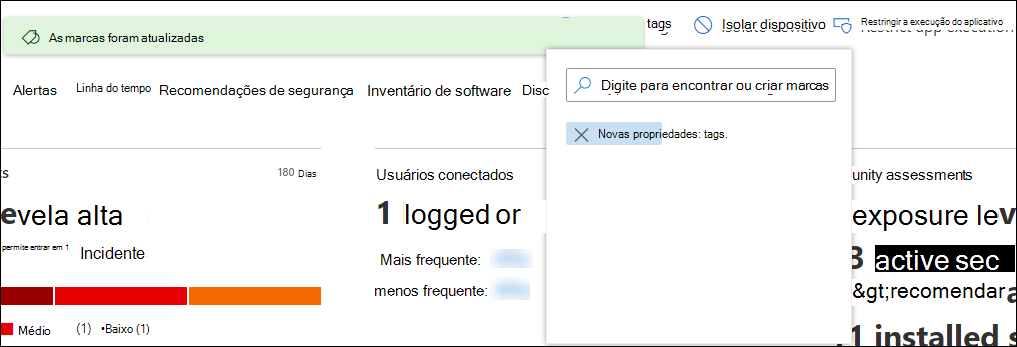 tags
Isolar dispositivo
Restringir a execução do aplicativo
As marcas foram atualizadas
Digite para encontrar ou criar marcas
Alertas Linha do tempo Recomendações de segurança Inventário de software Disc
Novas propriedades: tags.
180 Dias
Usuários conectados
unity assessments
evela alta
1 logged or
exposure lev
permite entrar em 1 Incidente
Mais frequente:
3 active sec
menos frequente:
&gt;recomendar
Médio (1) •Baixo (1)
1 installed s